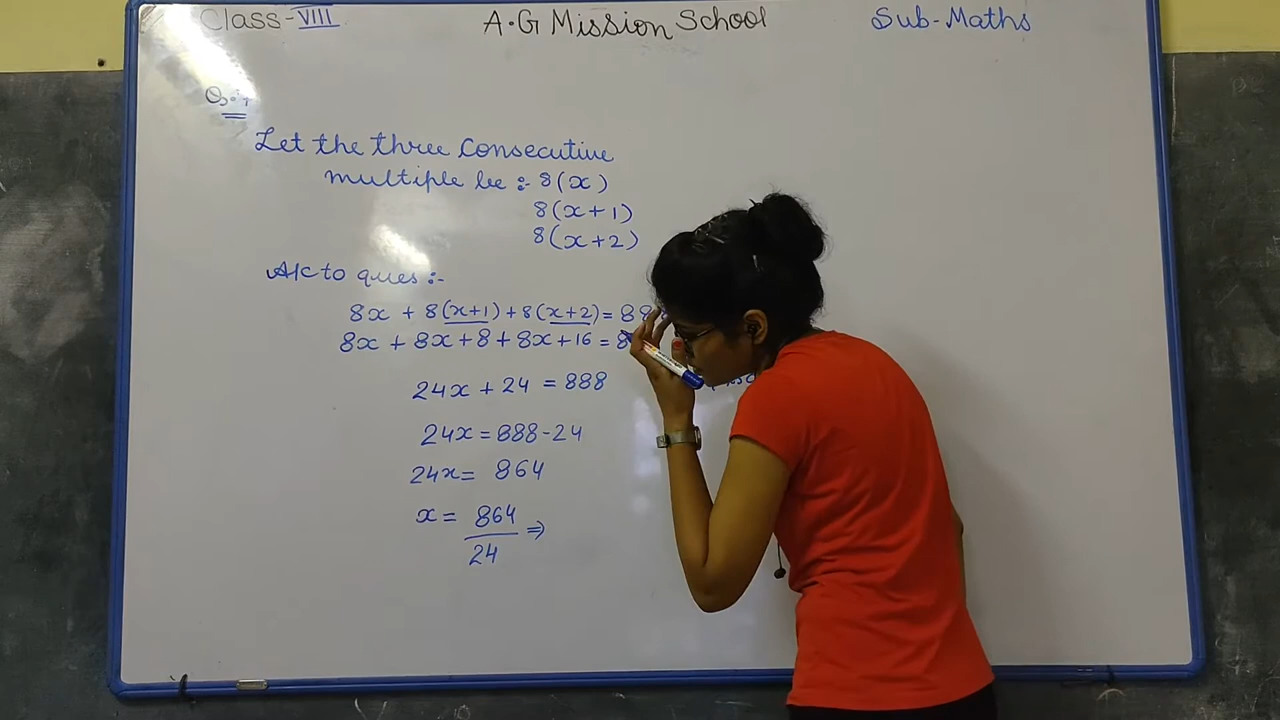 Class-VIII
A.G Mission School
Sub-Maths
Let the three consecutive
multiple be :- 8(x)
8(x+1)
8(x+2)
A/c to ques :-
8x + 8(x+1) + 8(x+2) = 88
8x + 8x + 8 + 8x + 16 = 8
24x + 24 = 888
24x = 888-24
24x = 864
x = 864/24 ⇒